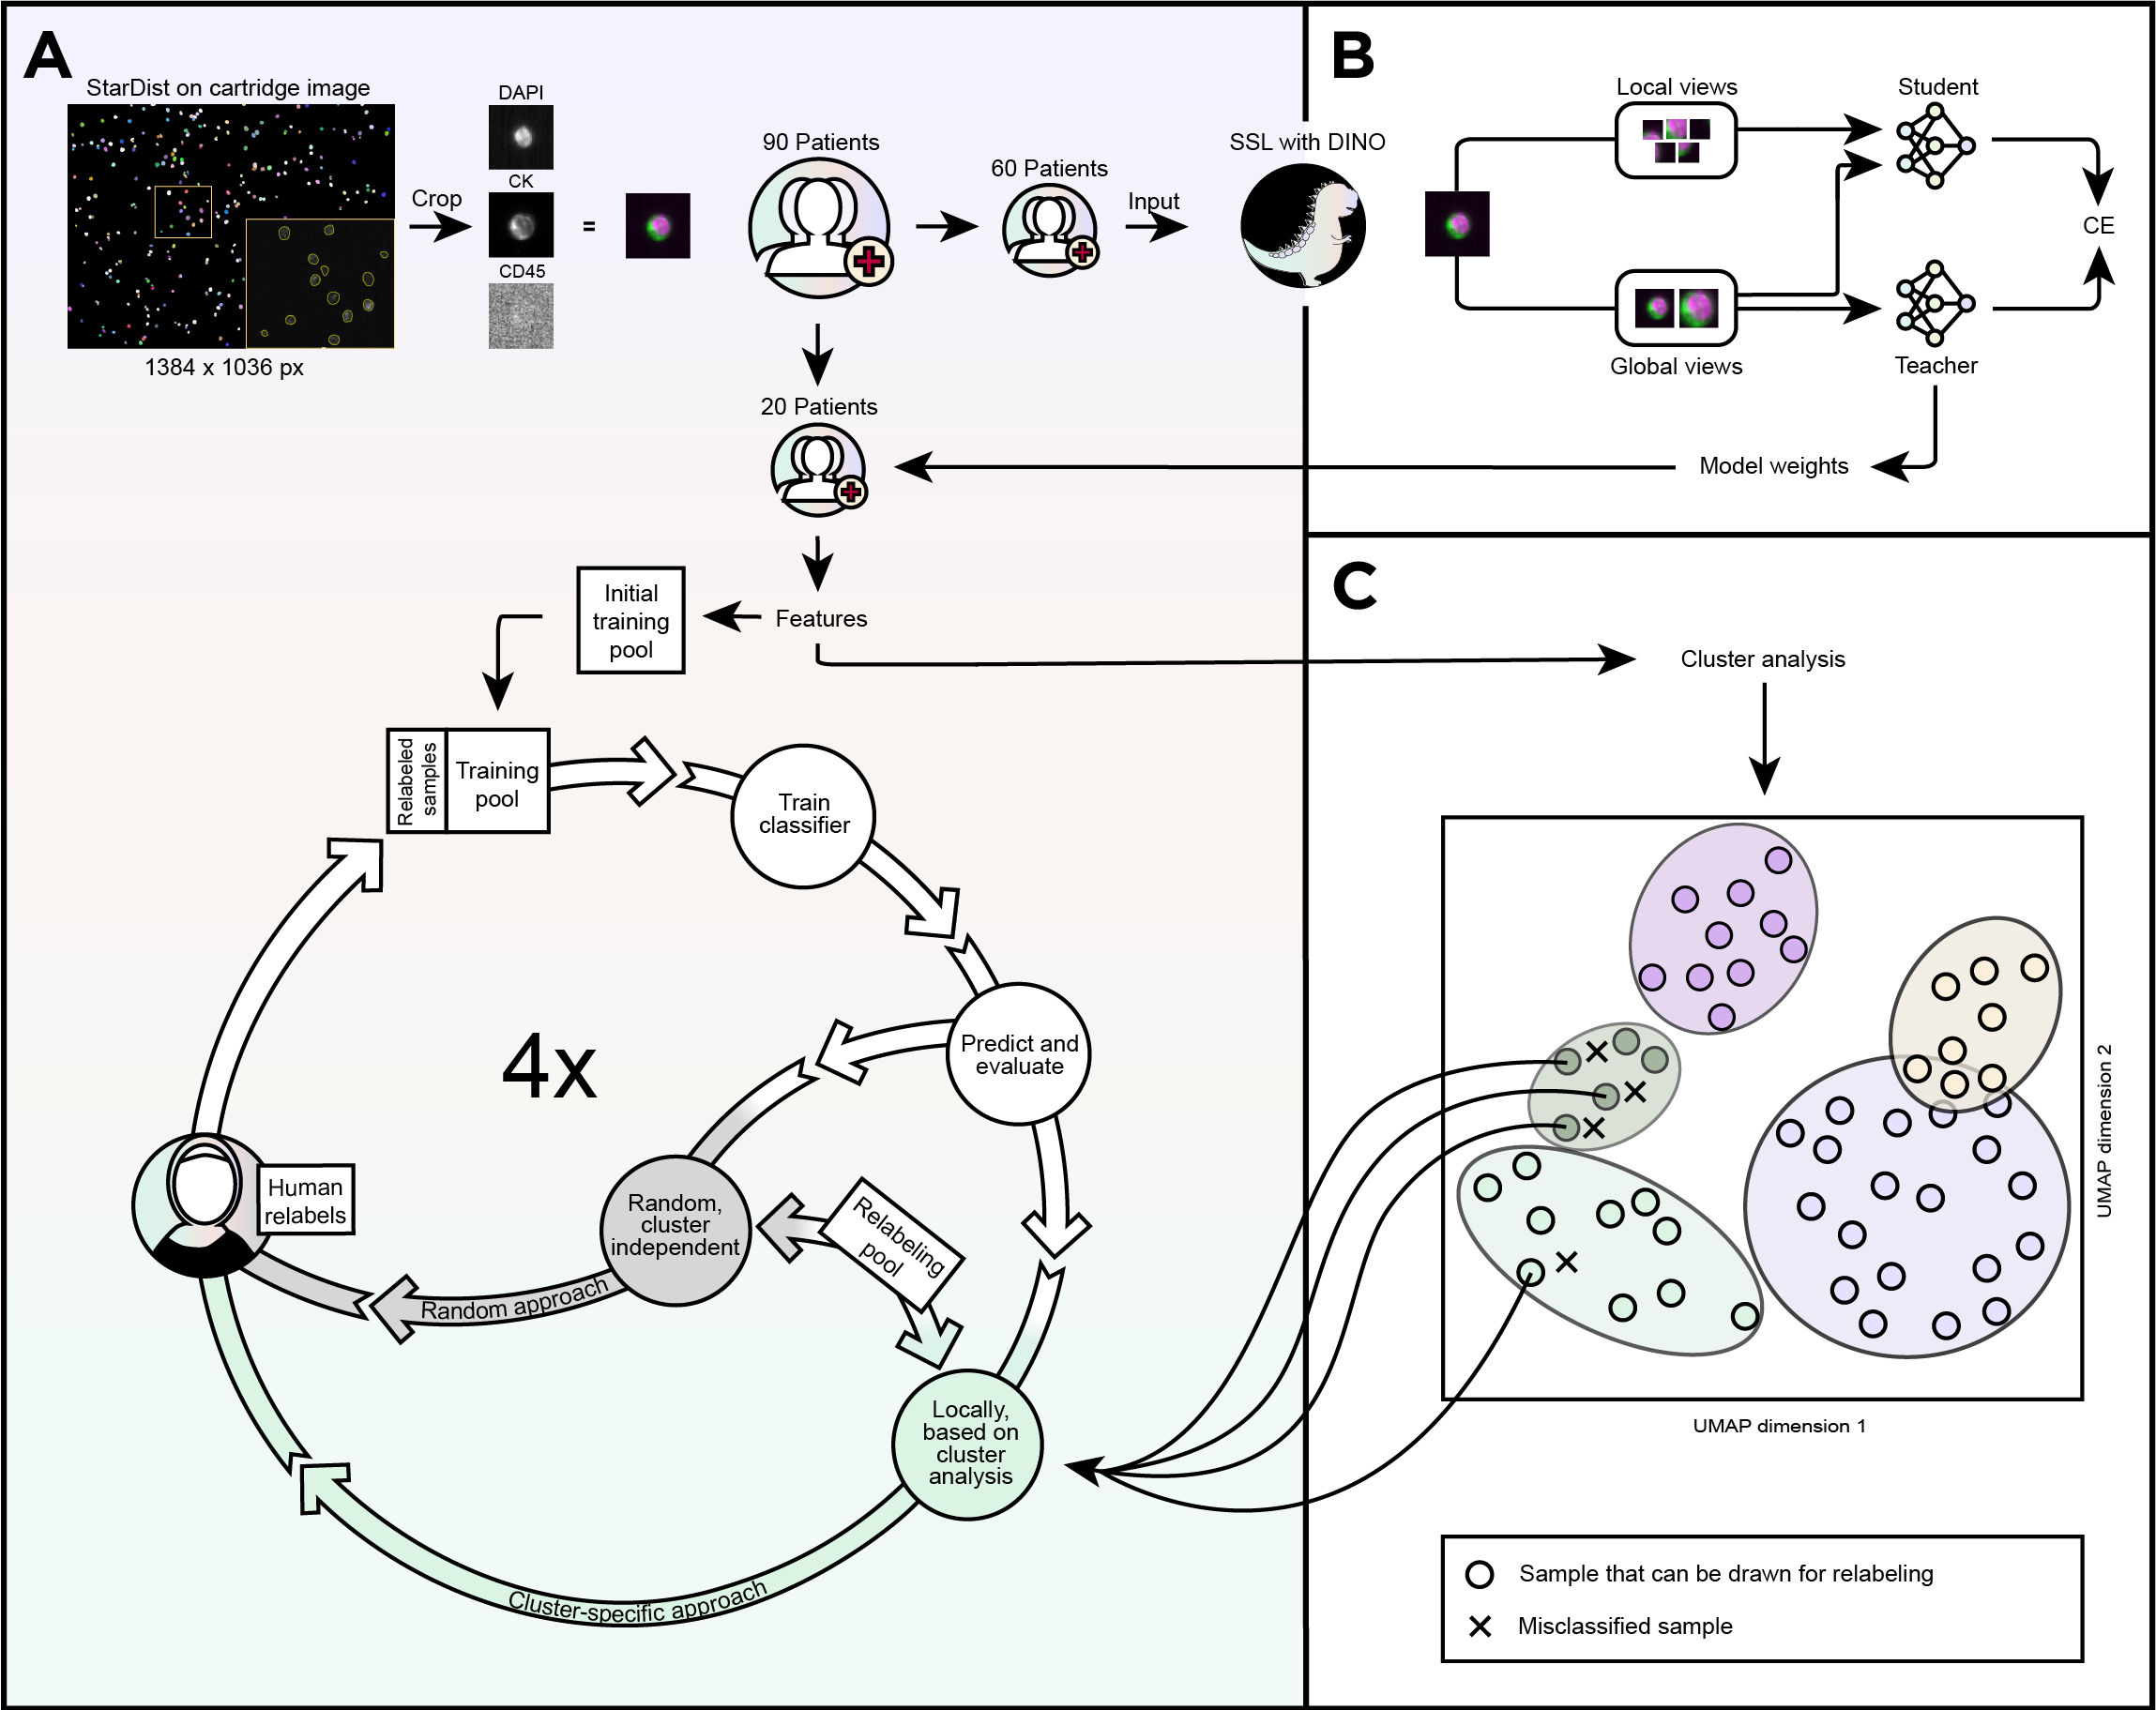 A
StarDist on cartridge image
1384 x 1036 px
Crop
DAPI
CK
CD45
=
90 Patients
60 Patients
Input
SSL with DINO
20 Patients
Features
Initial
training
pool
Relabeled
samples
Training
pool
Train
classifier
Predict and
evaluate
4x
Human
relabels
Random,
cluster
independent
Relabeling
pool
Random approach
Locally,
based on
cluster
analysis
Cluster-specific approach
B
Local views
Student
CE
Global views
Teacher
Model weights
C
Cluster analysis
UMAP dimension 2
UMAP dimension 1
Sample that can be drawn for relabeling
Misclassified sample